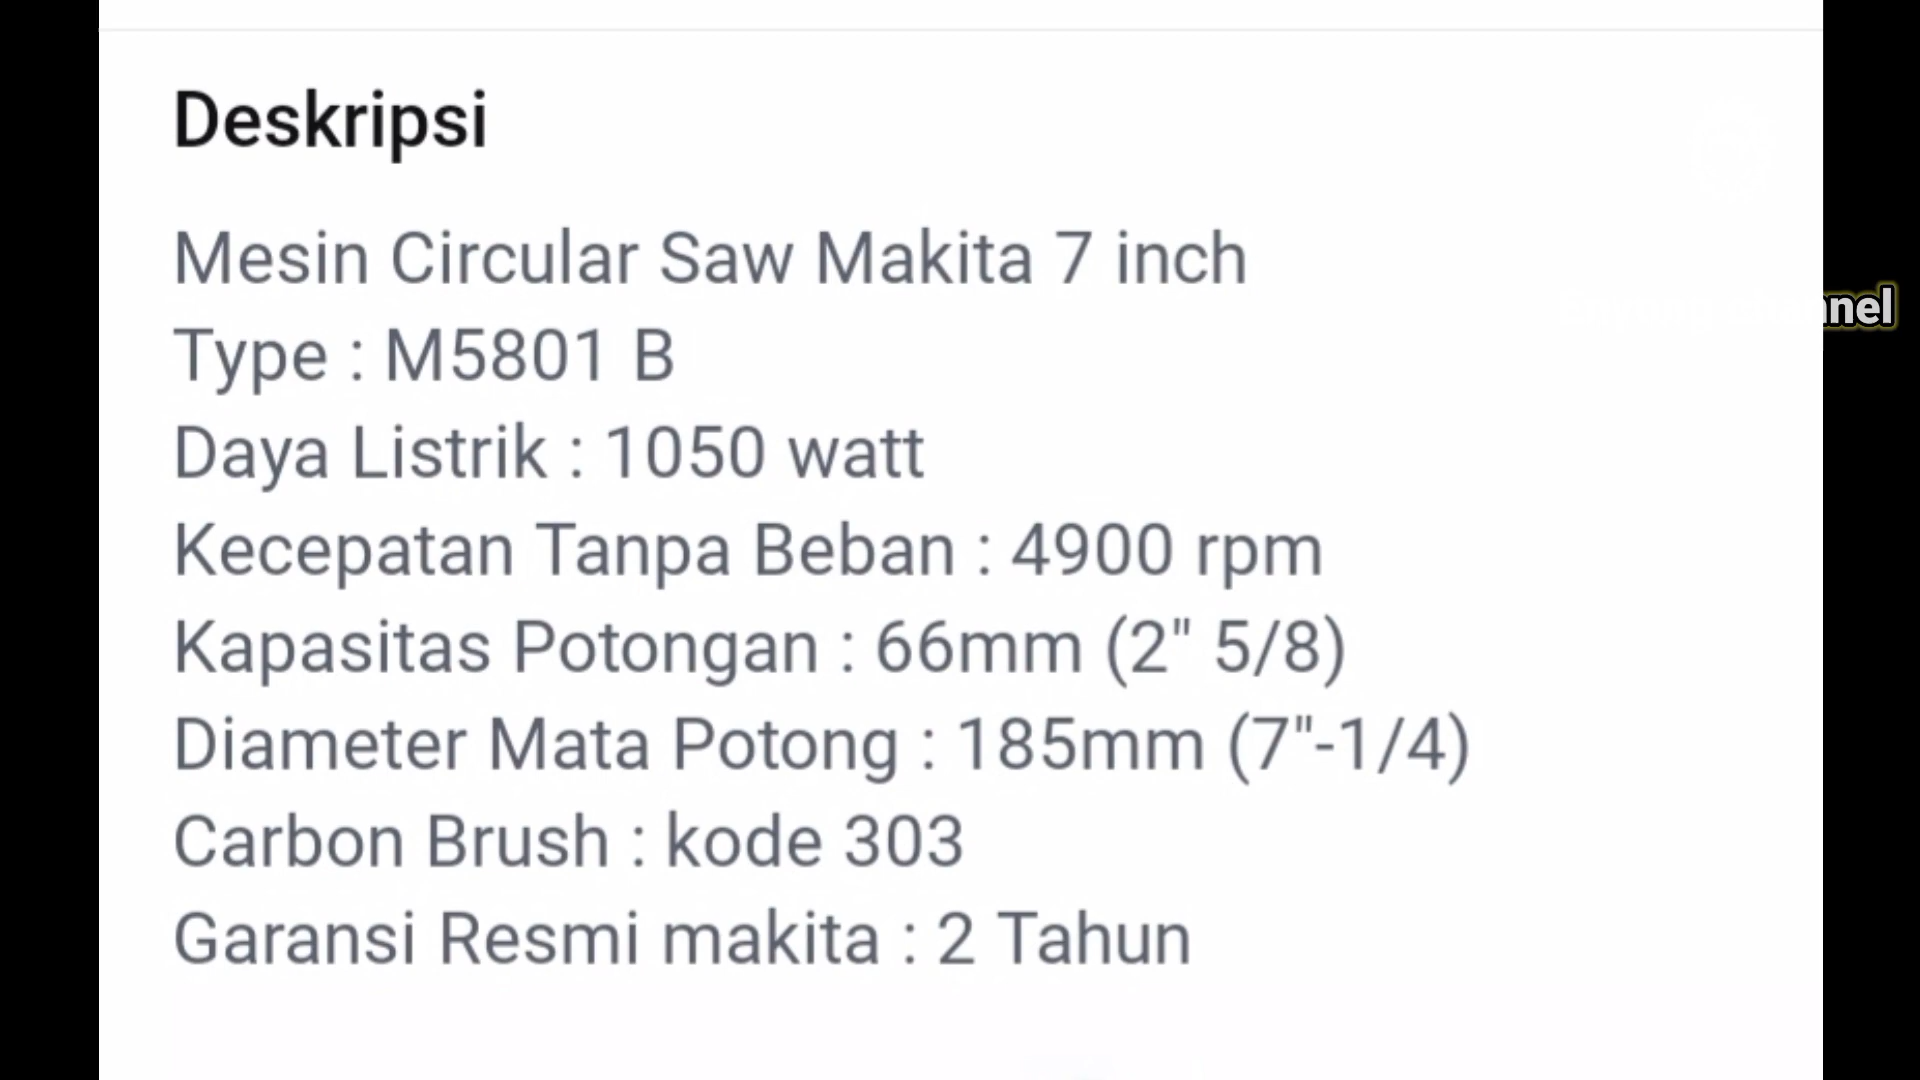 Deskripsi
Mesin Circular Saw Makita 7 inch
Type : M5801 B
Daya Listrik : 1050 watt
Kecepatan Tanpa Beban : 4900 rpm
Kapasitas Potongan : 66mm (2" 5/8)
Diameter Mata Potong : 185mm (7"-1/4)
Carbon Brush : kode 303
Garansi Resmi makita : 2 Tahun